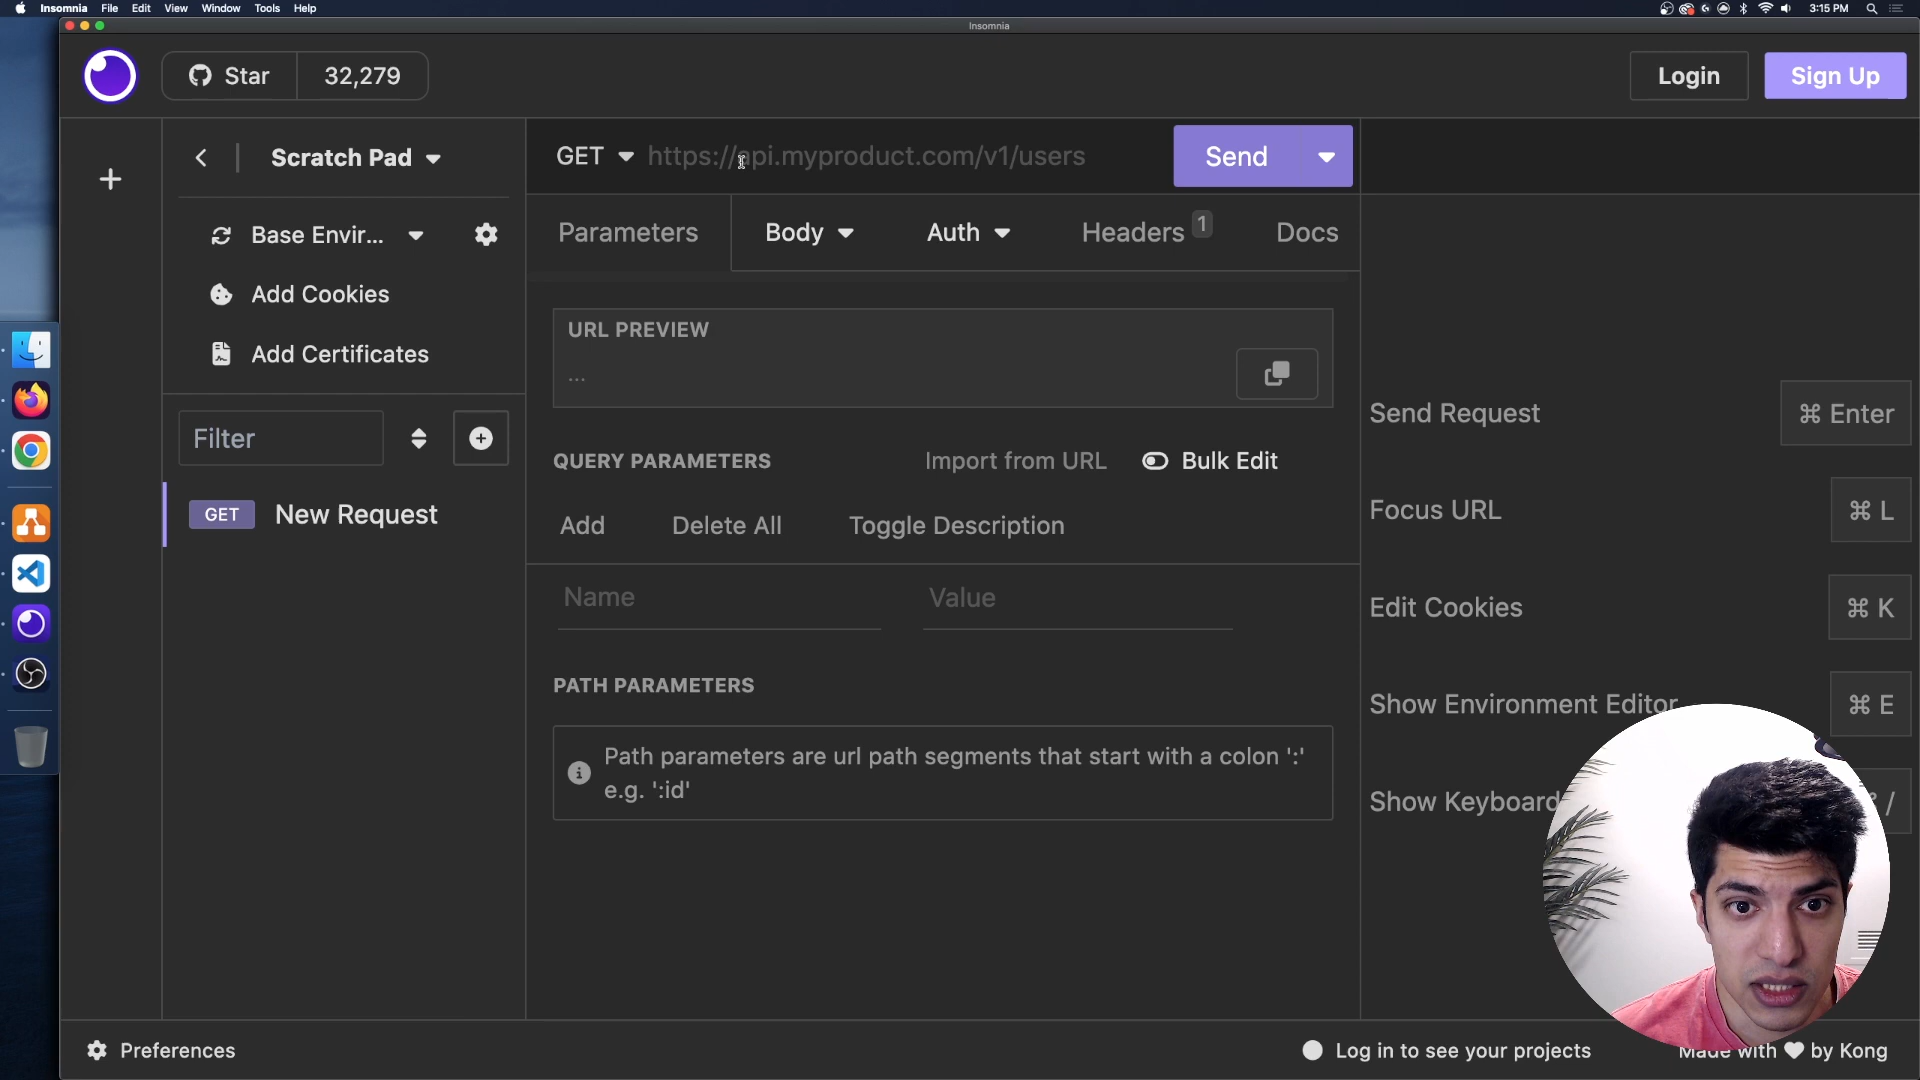 Insomnia File Edit View Window Tools Help
3:15 PM
Insomnia
Star 32,279
Login
Sign Up
Scratch Pad
GET https://api.myproduct.com/v1/users
Send
Base Envir...
Add Cookies
Add Certificates
Filter
GET New Request
Parameters
Body
Auth
Headers 1
Docs
URL PREVIEW
...
QUERY PARAMETERS
Import from URL
Bulk Edit
Add
Delete All
Toggle Description
Name
Value
PATH PARAMETERS
Path parameters are url path segments that start with a colon ':'
e.g. ':id'
Send Request ⌘ Enter
Focus URL ⌘ L
Edit Cookies ⌘ K
Show Environment Editor ⌘ E
Show Keyboard /
Preferences
Log in to see your projects
Made with ♥ by Kong